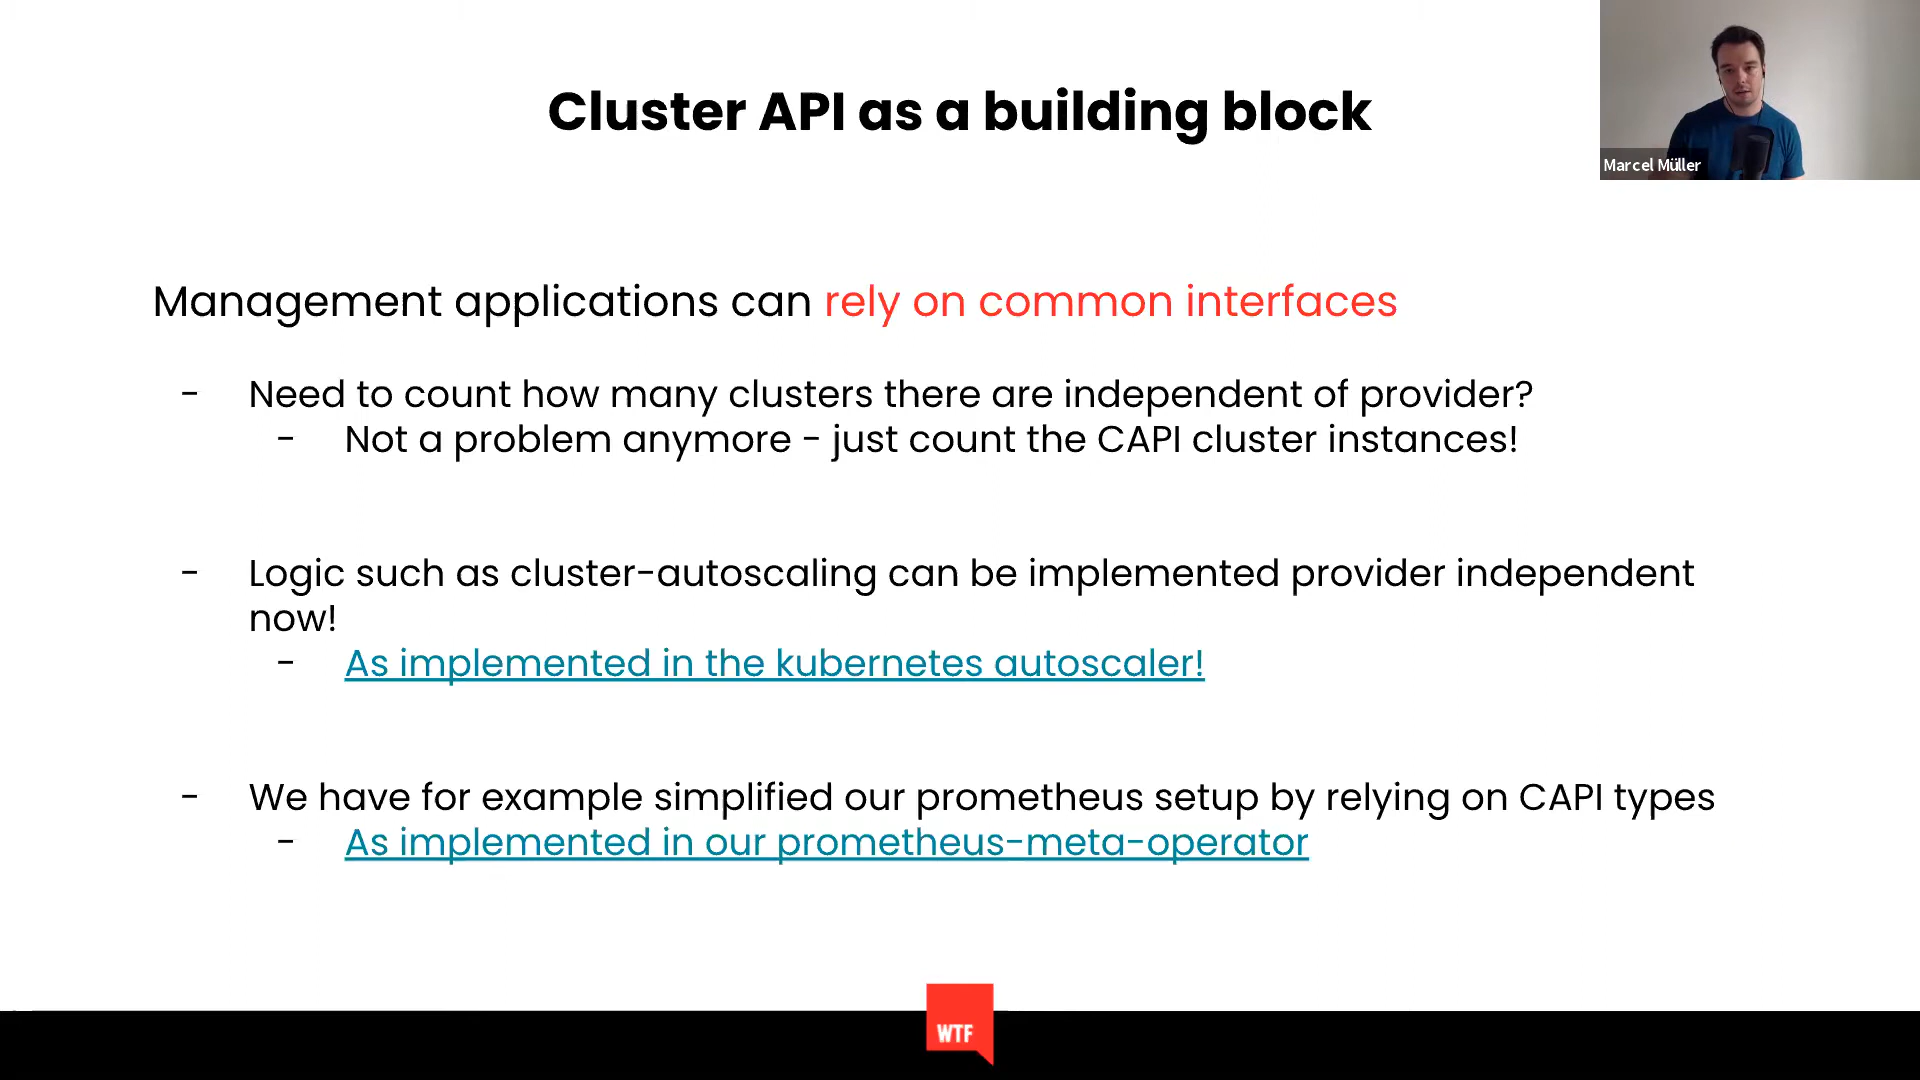 Cluster API as a building block
Marcel Müller
Management applications can rely on common interfaces
- Need to count how many clusters there are independent of provider?
- Not a problem anymore - just count the CAPI cluster instances!
- Logic such as cluster-autoscaling can be implemented provider independent
now!
- As implemented in the kubernetes autoscaler!
- We have for example simplified our prometheus setup by relying on CAPI types
- As implemented in our prometheus-meta-operator
WTF